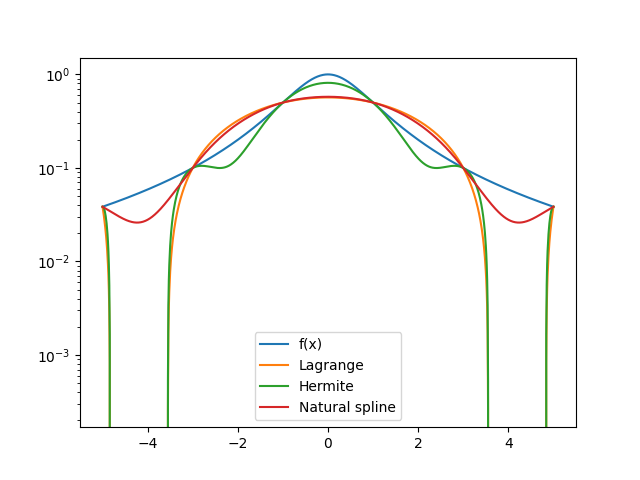 10⁰
10⁻¹
10⁻²
10⁻³
f(x)
Lagrange
Hermite
Natural spline
−4 −2 0 2 4